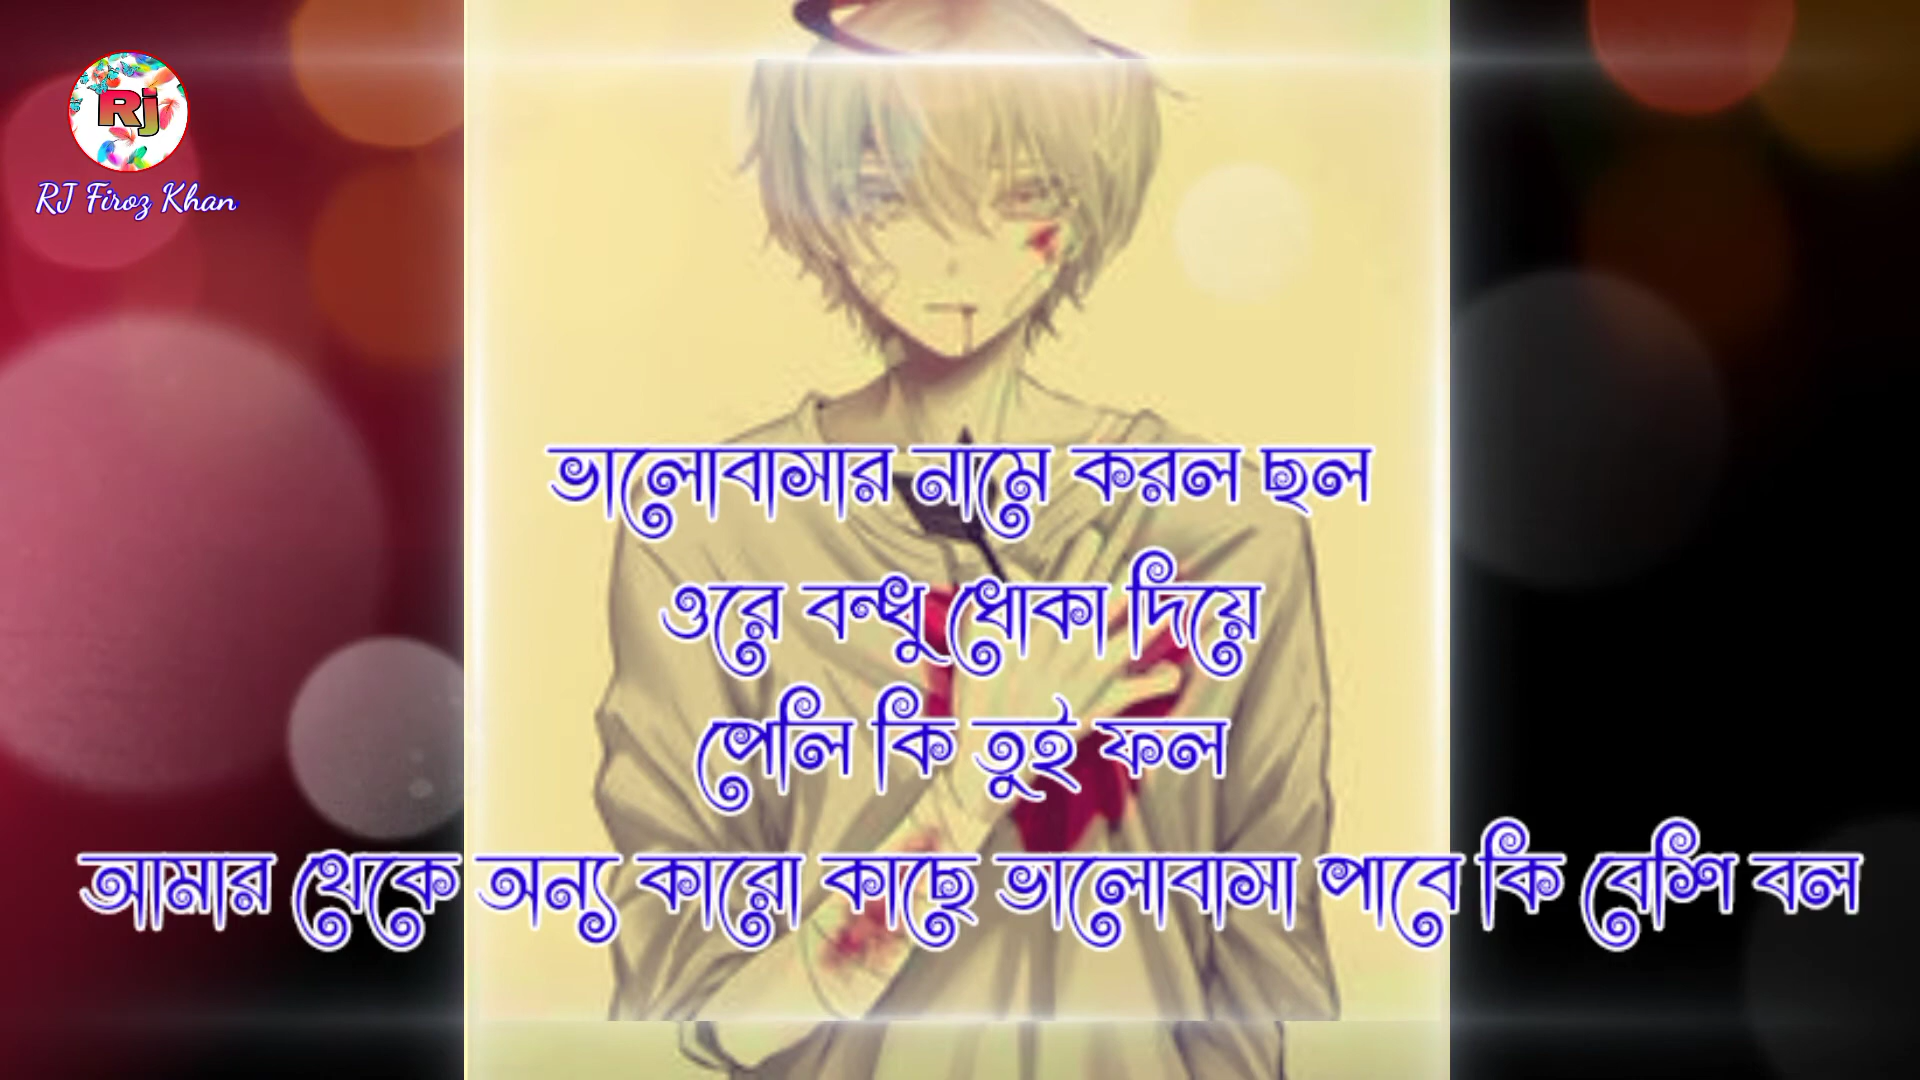 Rj
RJ Firoz Khan
ভালোবাসার নামে করল ছল
ওরে বন্ধু ধোকা দিয়ে
পেলি কি তুই ফল
আমার থেকে অন্য কারো কাছে ভালোবাসা পাবে কি বেশি বল